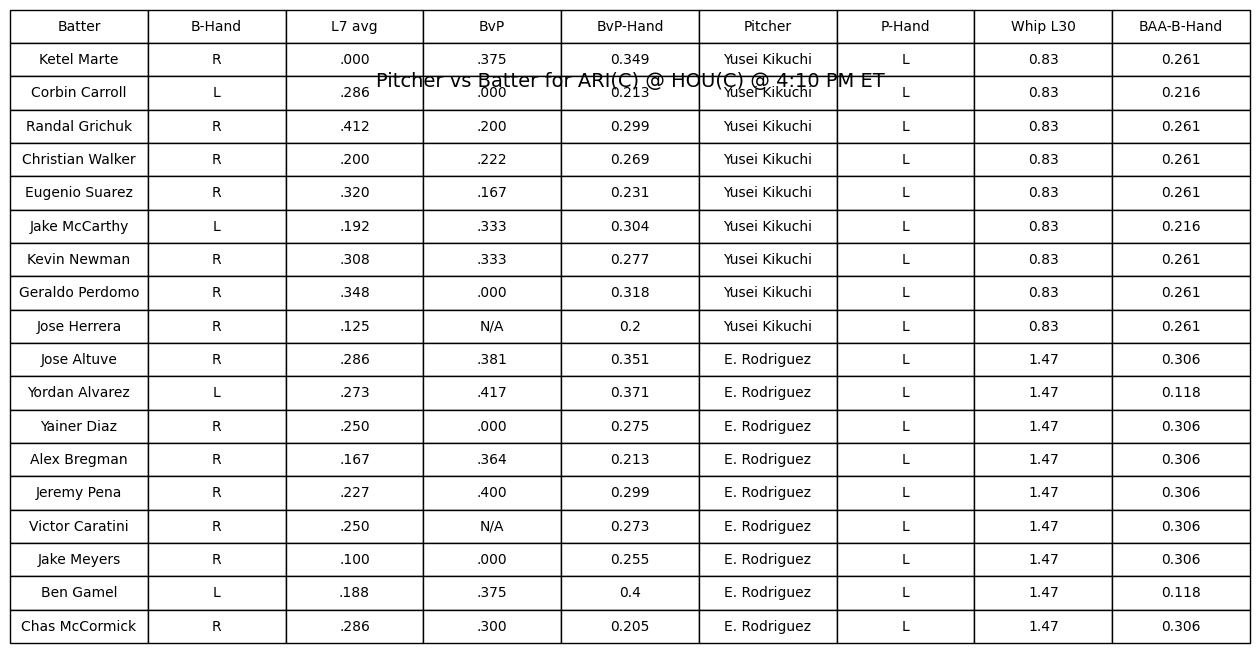 Batter B-Hand L7 avg BvP BvP-Hand Pitcher P-Hand Whip L30 BAA-B-Hand
Ketel Marte R .000 .375 0.349 Yusei Kikuchi L 0.83 0.261
Pitcher vs Batter for ARI(C) @ HOU(C) @ 4:10 PM ET
Corbin Carroll L .286 .000 0.213 Yusei Kikuchi L 0.83 0.216
Randal Grichuk R .412 .200 0.299 Yusei Kikuchi L 0.83 0.261
Christian Walker R .200 .222 0.269 Yusei Kikuchi L 0.83 0.261
Eugenio Suarez R .320 .167 0.231 Yusei Kikuchi L 0.83 0.261
Jake McCarthy L .192 .333 0.304 Yusei Kikuchi L 0.83 0.216
Kevin Newman R .308 .333 0.277 Yusei Kikuchi L 0.83 0.261
Geraldo Perdomo R .348 .000 0.318 Yusei Kikuchi L 0.83 0.261
Jose Herrera R .125 N/A 0.2 Yusei Kikuchi L 0.83 0.261
Jose Altuve R .286 .381 0.351 E. Rodriguez L 1.47 0.306
Yordan Alvarez L .273 .417 0.371 E. Rodriguez L 1.47 0.118
Yainer Diaz R .250 .000 0.275 E. Rodriguez L 1.47 0.306
Alex Bregman R .167 .364 0.213 E. Rodriguez L 1.47 0.306
Jeremy Pena R .227 .400 0.299 E. Rodriguez L 1.47 0.306
Victor Caratini R .250 N/A 0.273 E. Rodriguez L 1.47 0.306
Jake Meyers R .100 .000 0.255 E. Rodriguez L 1.47 0.306
Ben Gamel L .188 .375 0.4 E. Rodriguez L 1.47 0.118
Chas McCormick R .286 .300 0.205 E. Rodriguez L 1.47 0.306